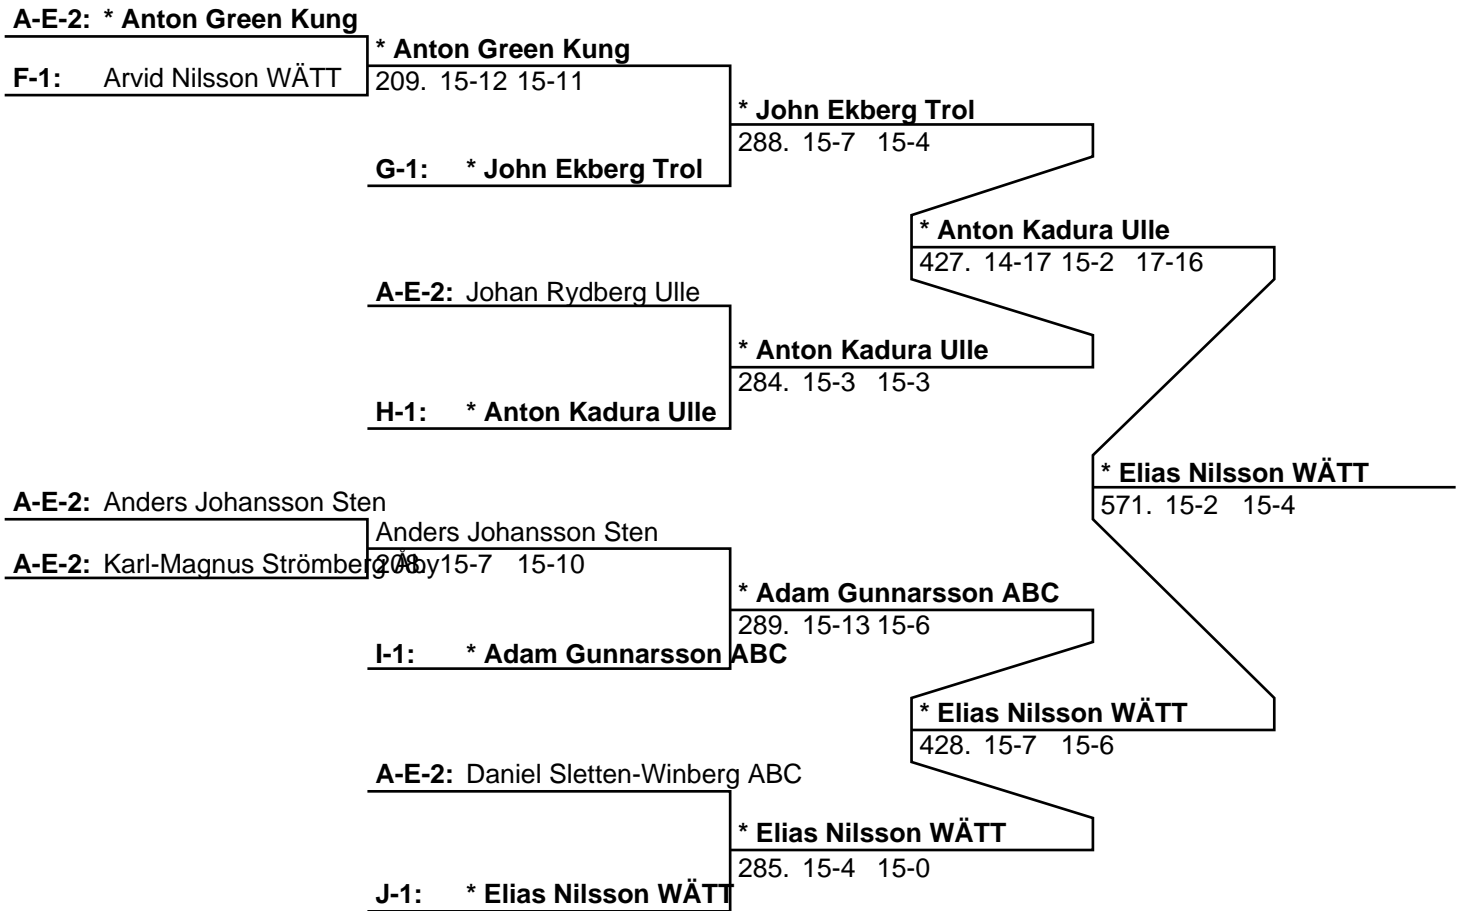 A-E-2: * Anton Green Kung
* Anton Green Kung
F-1: Arvid Nilsson WÄTT
209. 15-12 15-11
* John Ekberg Trol
288. 15-7 15-4
G-1: * John Ekberg Trol
* Anton Kadura Ulle
427. 14-17 15-2 17-16
A-E-2: Johan Rydberg Ulle
* Anton Kadura Ulle
284. 15-3 15-3
H-1: * Anton Kadura Ulle
* Elias Nilsson WÄTT
571. 15-2 15-4
A-E-2: Anders Johansson Sten
Anders Johansson Sten
A-E-2: Karl-Magnus Strömberg Åby
208. 15-7 15-10
* Adam Gunnarsson ABC
289. 15-13 15-6
I-1: * Adam Gunnarsson ABC
* Elias Nilsson WÄTT
428. 15-7 15-6
A-E-2: Daniel Sletten-Winberg ABC
* Elias Nilsson WÄTT
285. 15-4 15-0
J-1: * Elias Nilsson WÄTT